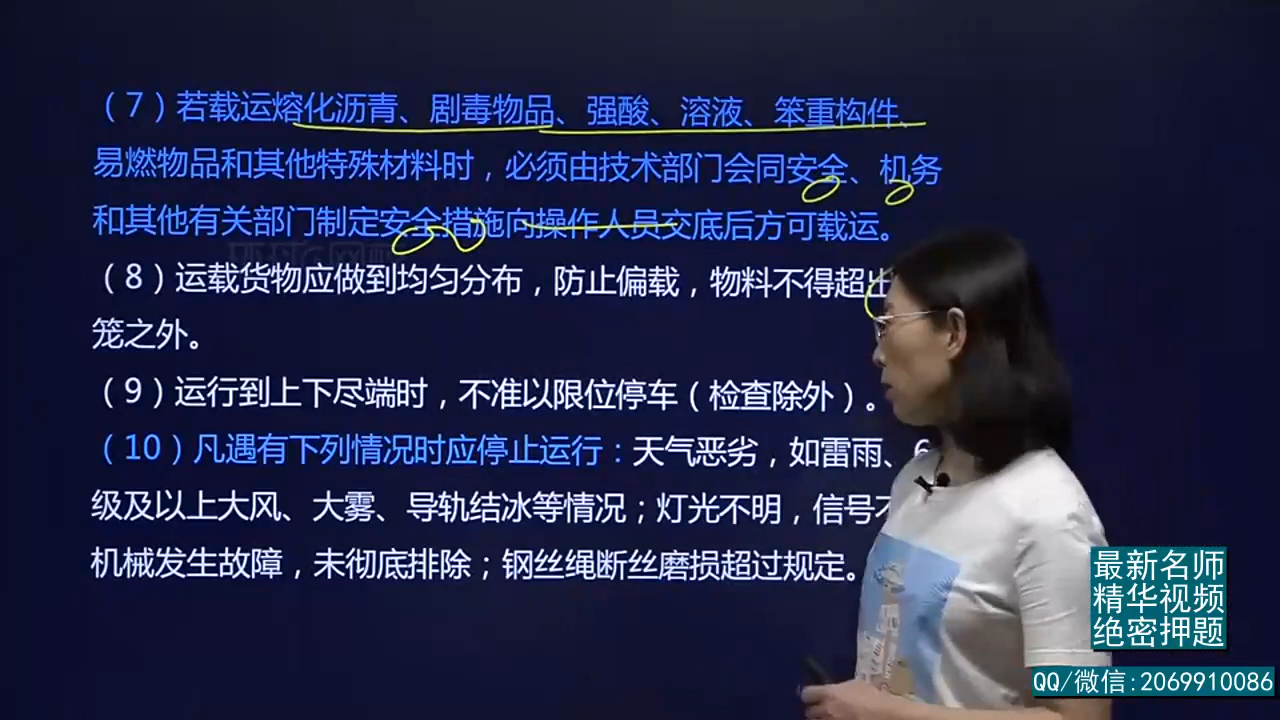 （7）若载运熔化沥青、剧毒物品、强酸、溶液、笨重构件、
易燃物品和其他特殊材料时，必须由技术部门会同安全、机务
和其他有关部门制定安全措施向操作人员交底后方可载运。
（8）运载货物应做到均匀分布，防止偏载，物料不得超出
笼之外。
（9）运行到上下尽端时，不准以限位停车（检查除外）。
（10）凡遇有下列情况时应停止运行：天气恶劣，如雷雨、6
级及以上大风、大雾、导轨结冰等情况；灯光不明，信号不
机械发生故障，未彻底排除；钢丝绳断丝磨损超过规定。
最新名师
精华视频
绝密押题
QQ/微信:2069910086